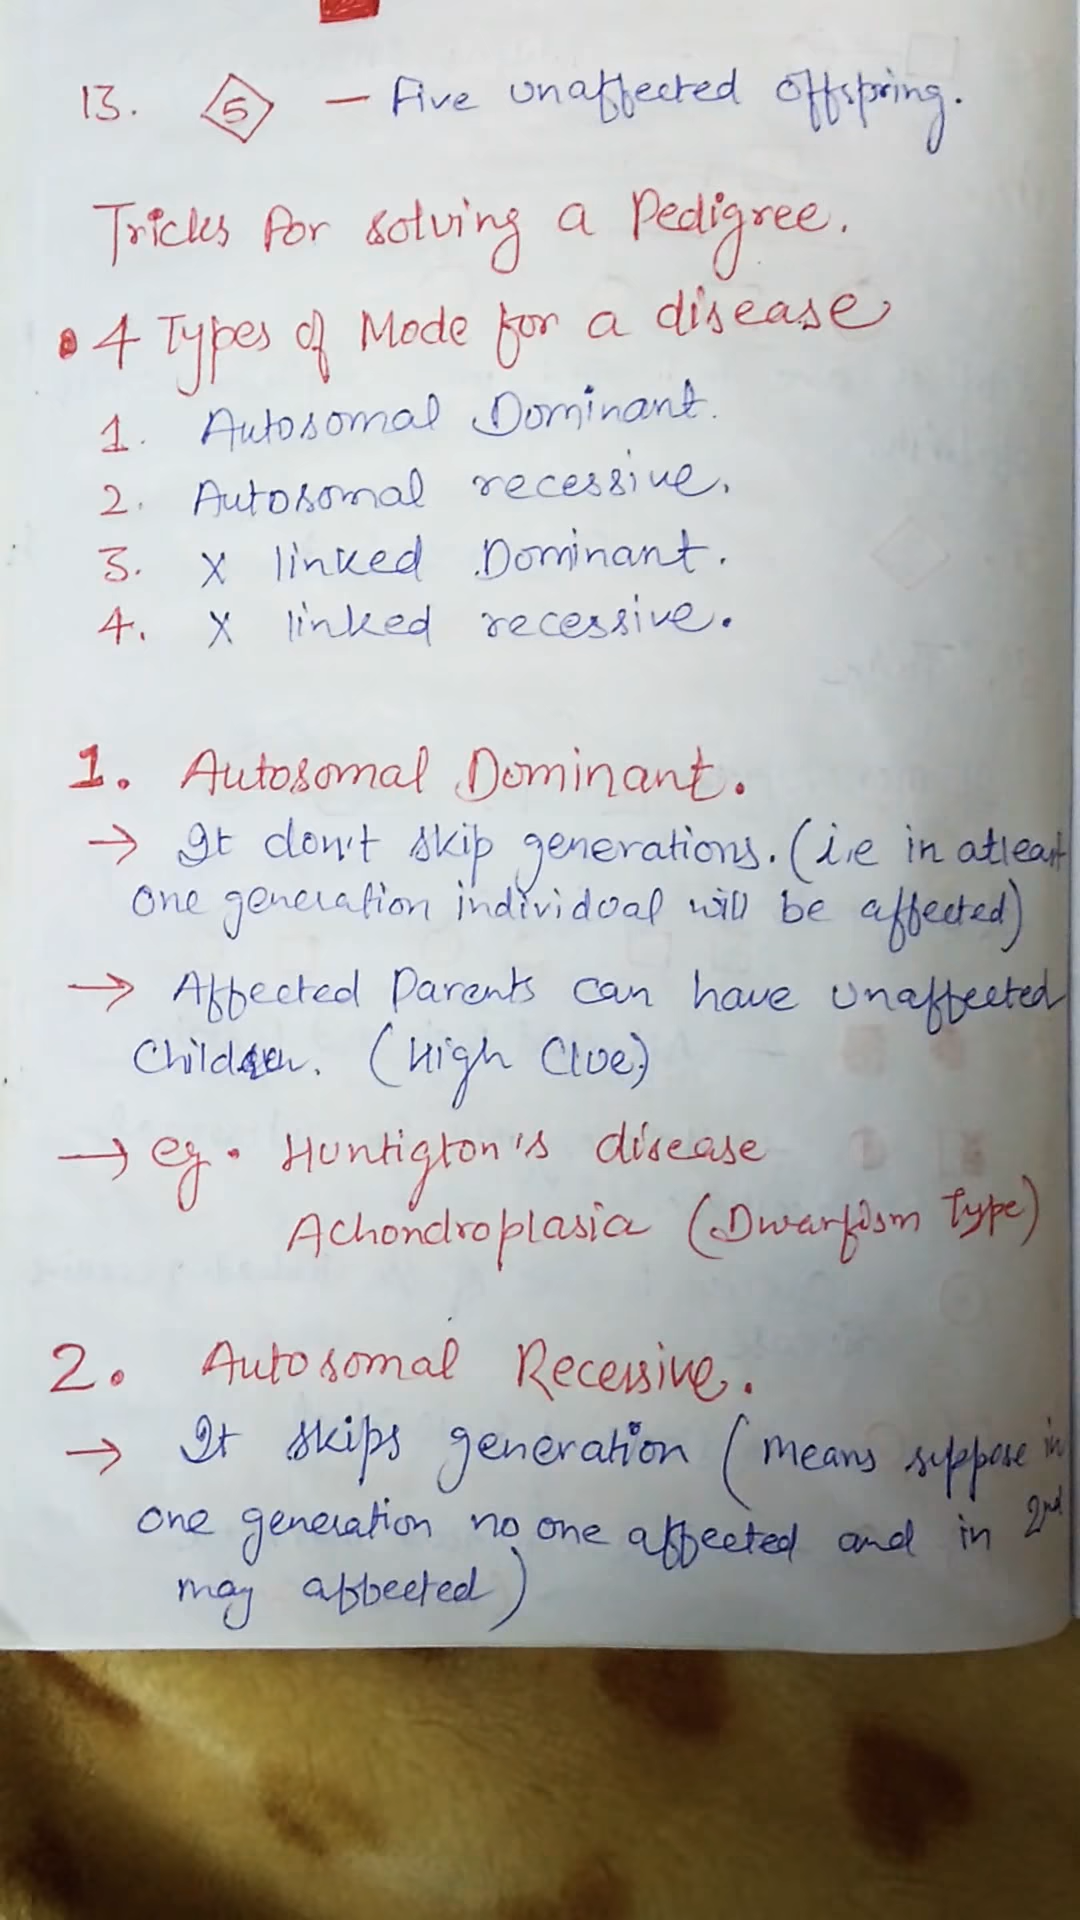 13. 5 — Five unaffected offspring.
Tricks for solving a Pedigree.
• 4 Types of Mode for a disease
1. Autosomal Dominant.
2. Autosomal recessive.
3. X linked Dominant.
4. X linked recessive.
1. Autosomal Dominant.
→ It don't skip generations. (i.e in atleast
one generation individual will be affected)
→ Affected Parents can have unaffected
Children. (High Clue)
→ eg. Huntigton's disease
Achondroplasia (Dwarfism Type)
2. Autosomal Recessive.
→ It skips generation (means suppose in
one generation no one affected and in 2nd
may affected)